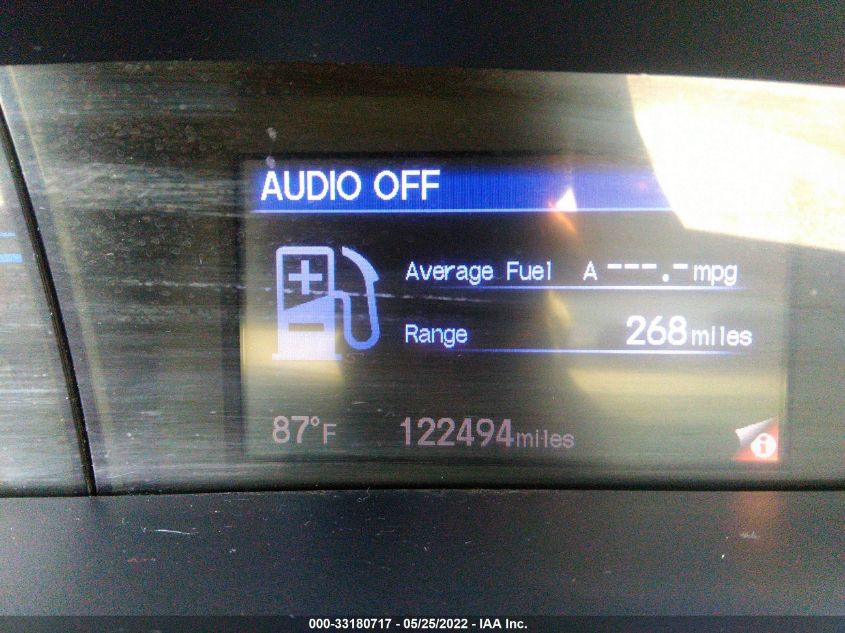 AUDIO OFF
Average Fuel A ---.- mpg
Range 268 miles
87°F 122494 miles
000-33180717 - 05/25/2022 - IAA Inc.